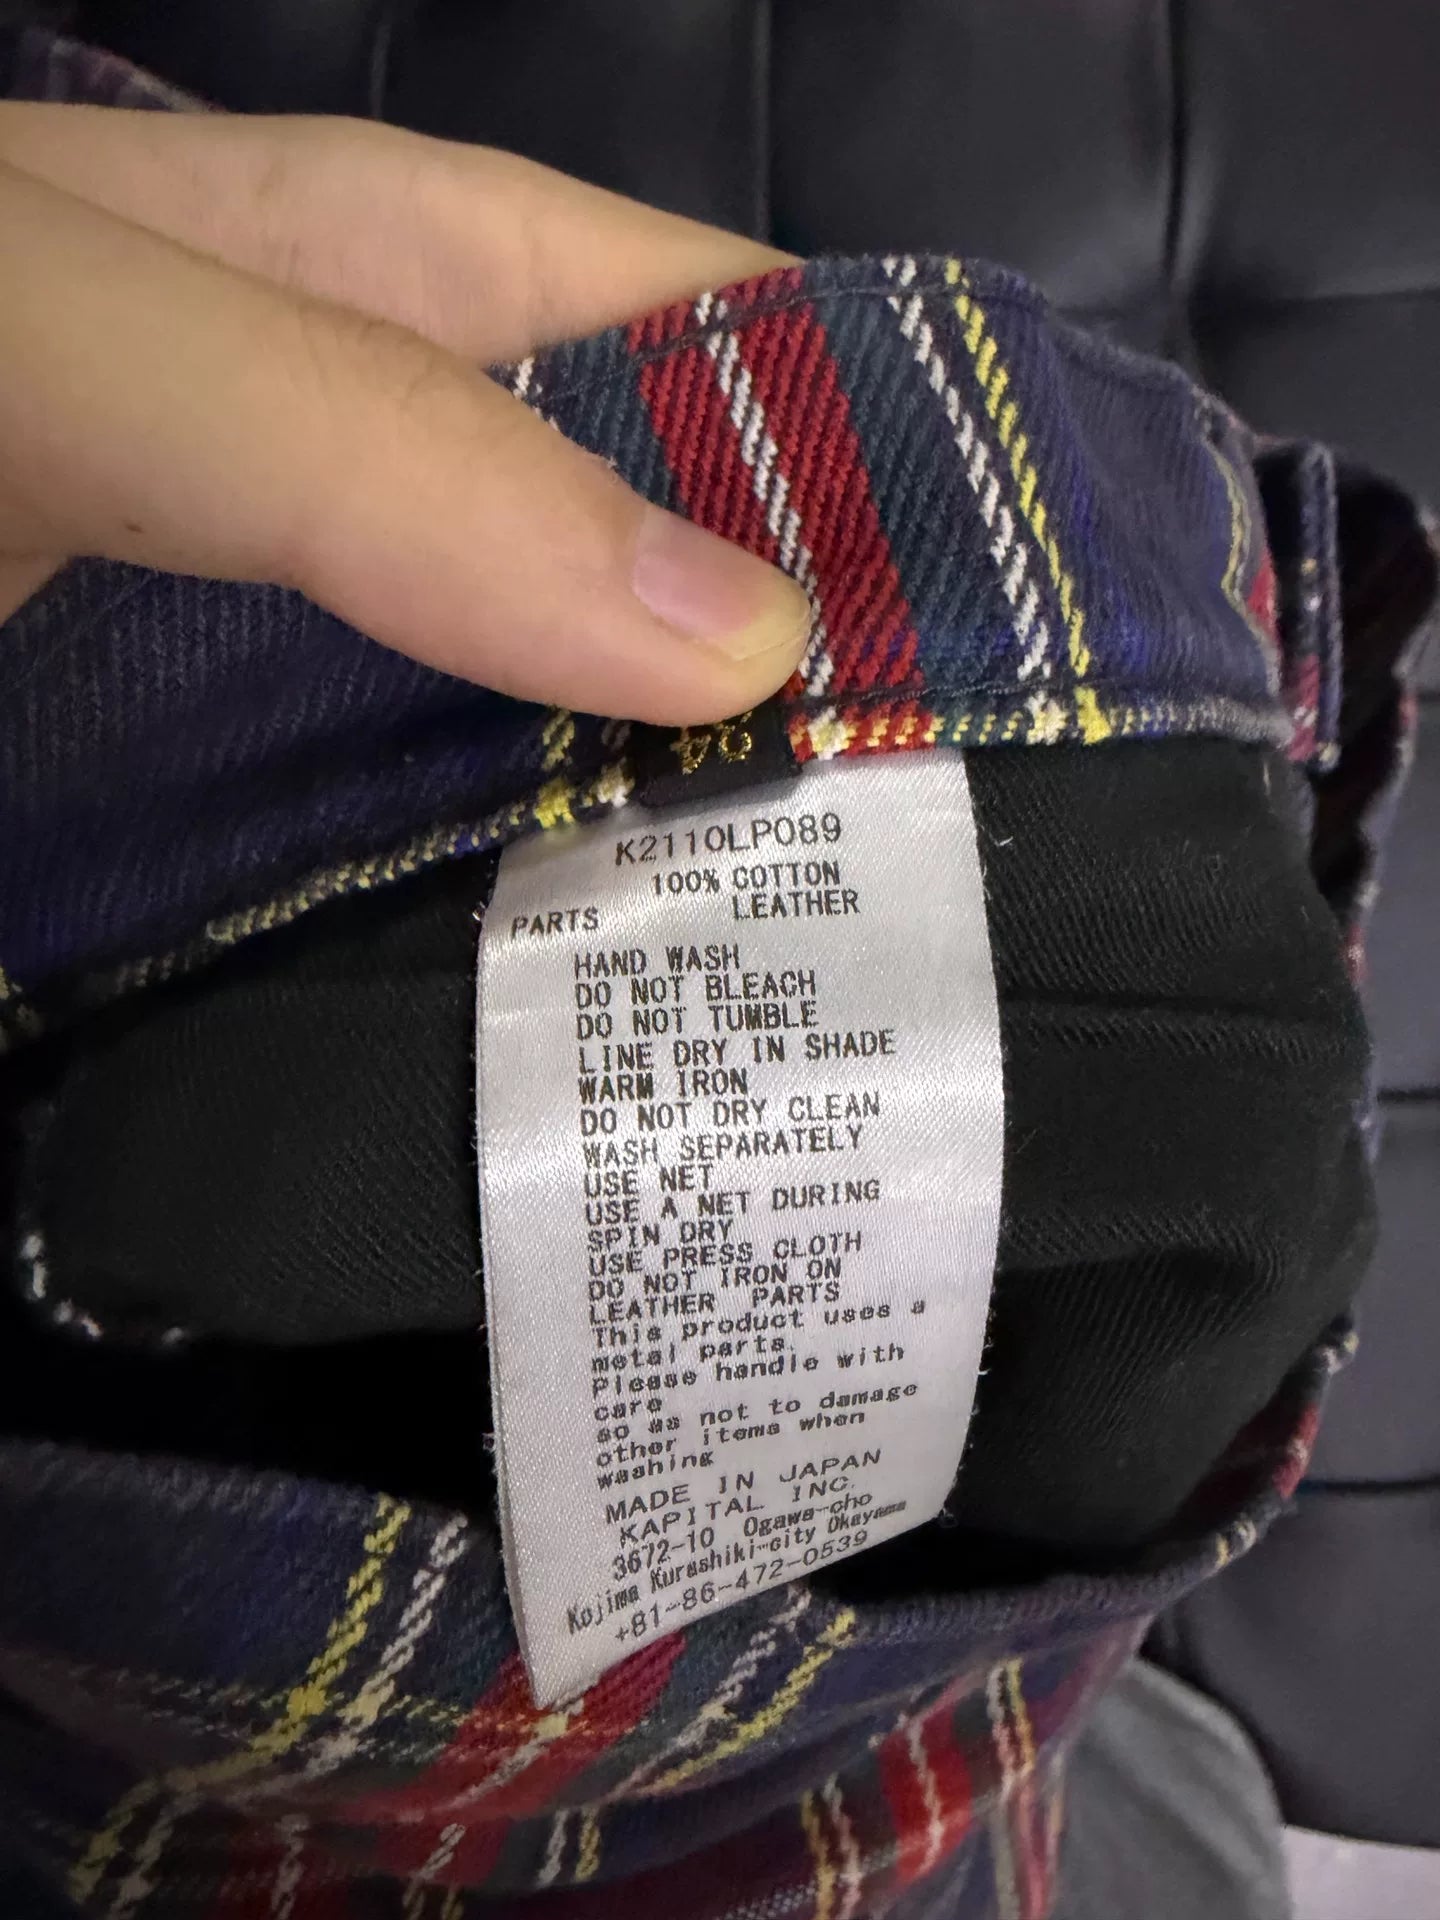 34
K2110LP089
100% COTTON
PARTS LEATHER
HAND WASH
DO NOT BLEACH
DO NOT TUMBLE
LINE DRY IN SHADE
WARM IRON
DO NOT DRY CLEAN
WASH SEPARATELY
USE NET
USE A NET DURING
SPIN DRY
USE PRESS CLOTH
DO NOT IRON ON
LEATHER PARTS
This product uses a
metal parts.
Please handle with
care
so as not to damage
other items when
washing
MADE IN JAPAN
KAPITAL INC.
3672-10 Ogawa-cho
Kojima Kurashiki-city Okayama
+81-86-472-0539